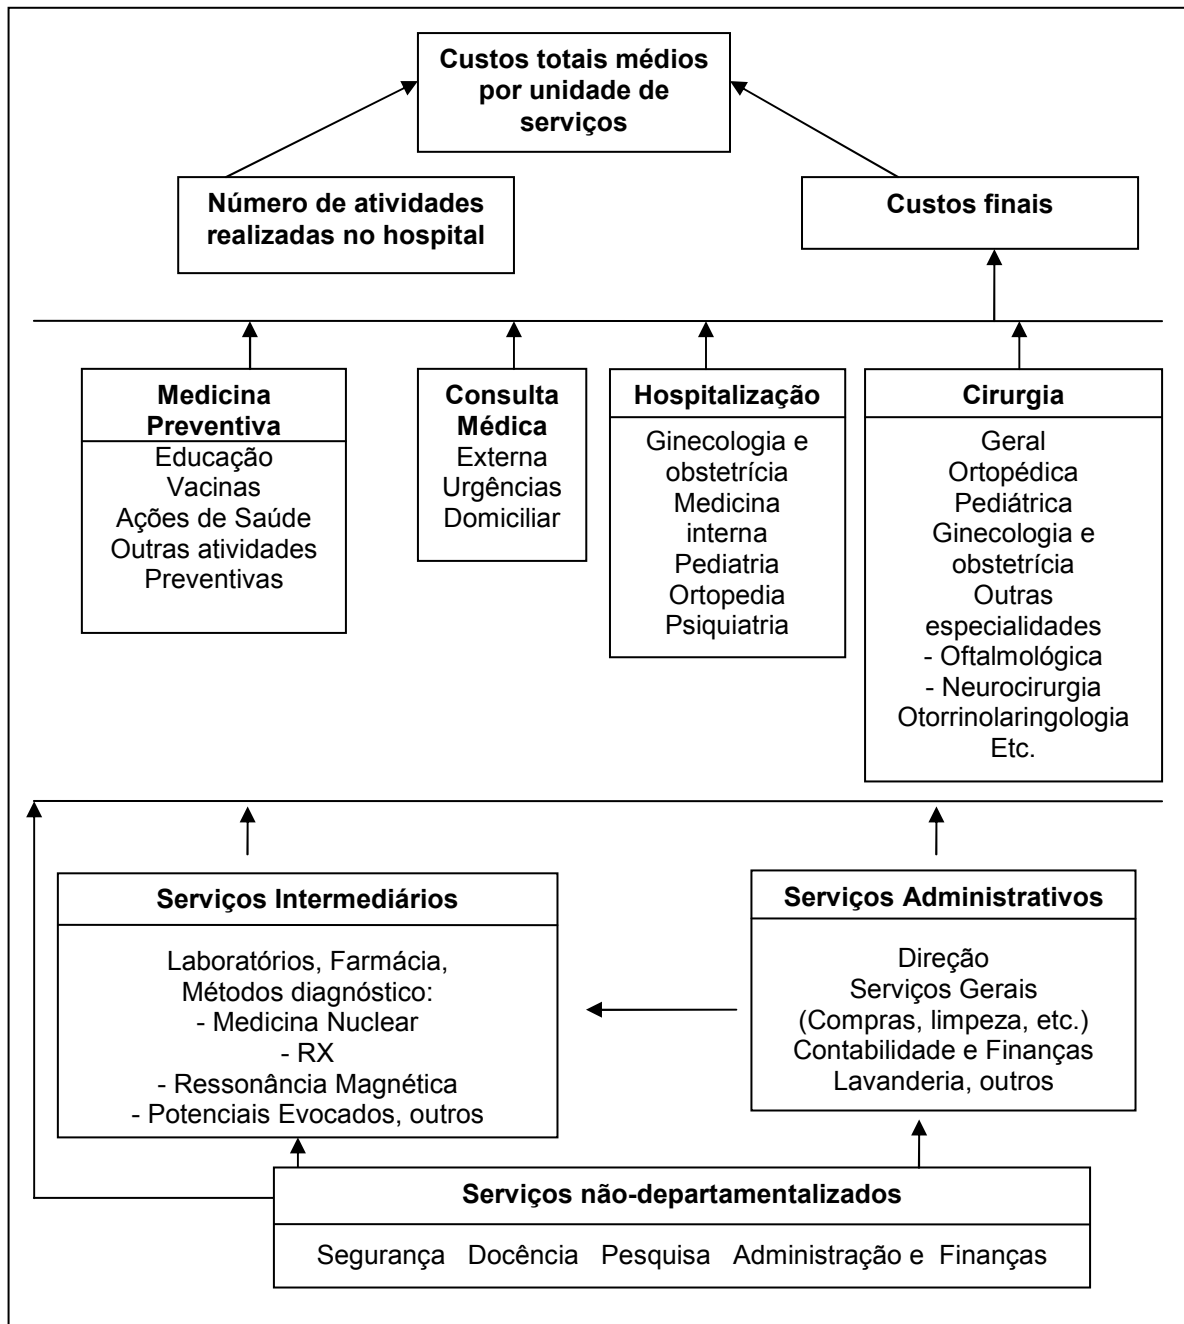 Custos totais médios
por unidade de
serviços
Número de atividades
realizadas no hospital
Custos finais
Medicina
Preventiva
Educação
Vacinas
Ações de Saúde
Outras atividades
Preventivas
Consulta
Médica
Externa
Urgências
Domiciliar
Hospitalização
Ginecologia e
obstetrícia
Medicina
interna
Pediatria
Ortopedia
Psiquiatria
Cirurgia
Geral
Ortopédica
Pediátrica
Ginecologia e
obstetrícia
Outras
especialidades
- Oftalmológica
- Neurocirurgia
Otorrinolaringologia
Etc.
Serviços Intermediários
Laboratórios, Farmácia,
Métodos diagnóstico:
- Medicina Nuclear
- RX
- Ressonância Magnética
- Potenciais Evocados, outros
Serviços Administrativos
Direção
Serviços Gerais
(Compras, limpeza, etc.)
Contabilidade e Finanças
Lavanderia, outros
Serviços não-departamentalizados
Segurança Docência Pesquisa Administração e Finanças